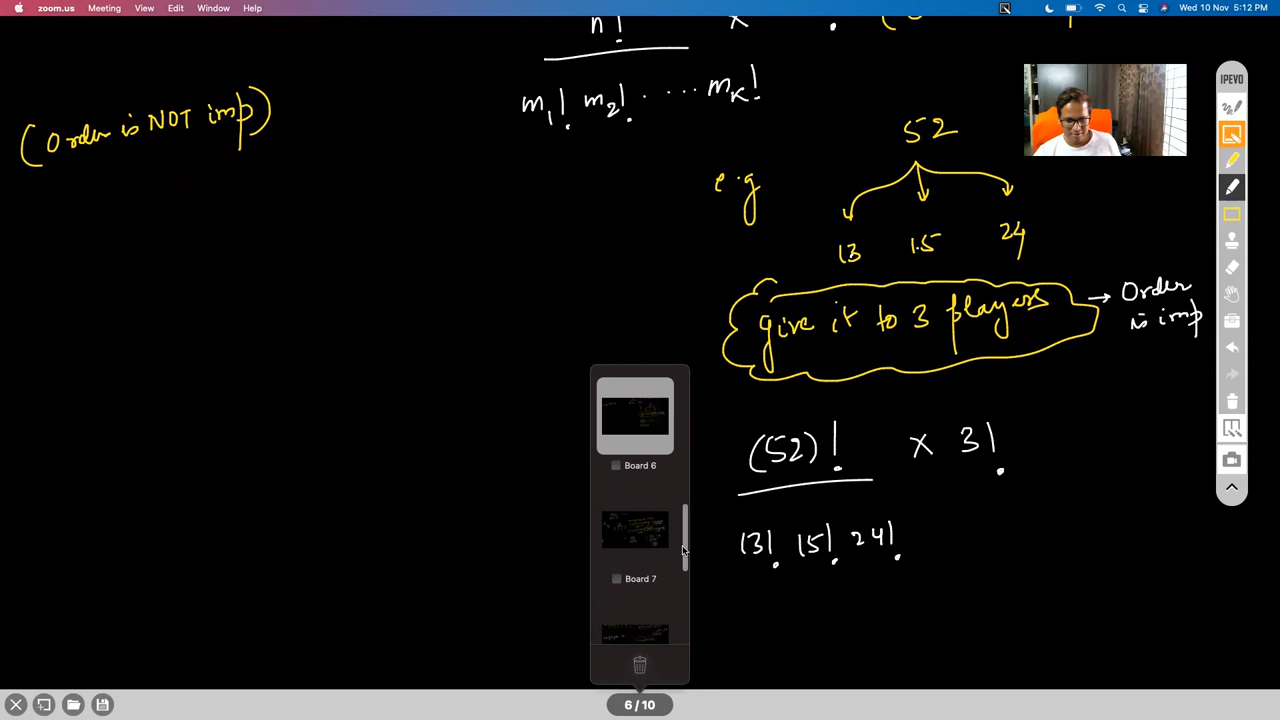 zoom.us Meeting View Edit Window Help Wed 10 Nov 5:12 PM
n! x
m1! m2! ..... mK!
(Order is NOT imp)
IPEVO
52
e.g
13 15 24
give it to 3 players → Order is imp
(52)! x 3!
13! 15! 24!
Board 6
Board 7
6/10